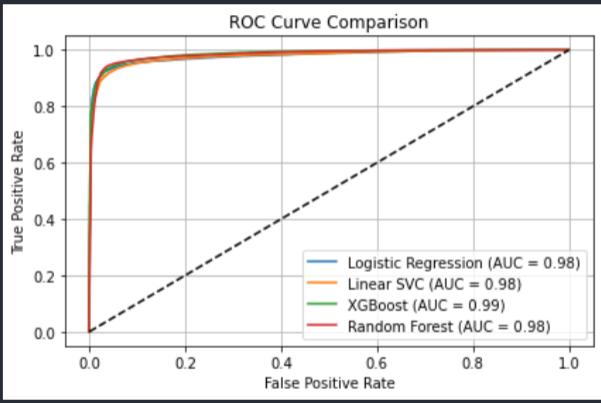 ROC Curve Comparison
1.0
0.8
0.6
0.4
0.2
0.0
True Positive Rate
Logistic Regression (AUC = 0.98)
Linear SVC (AUC = 0.98)
XGBoost (AUC = 0.99)
Random Forest (AUC = 0.98)
0.0 0.2 0.4 0.6 0.8 1.0
False Positive Rate